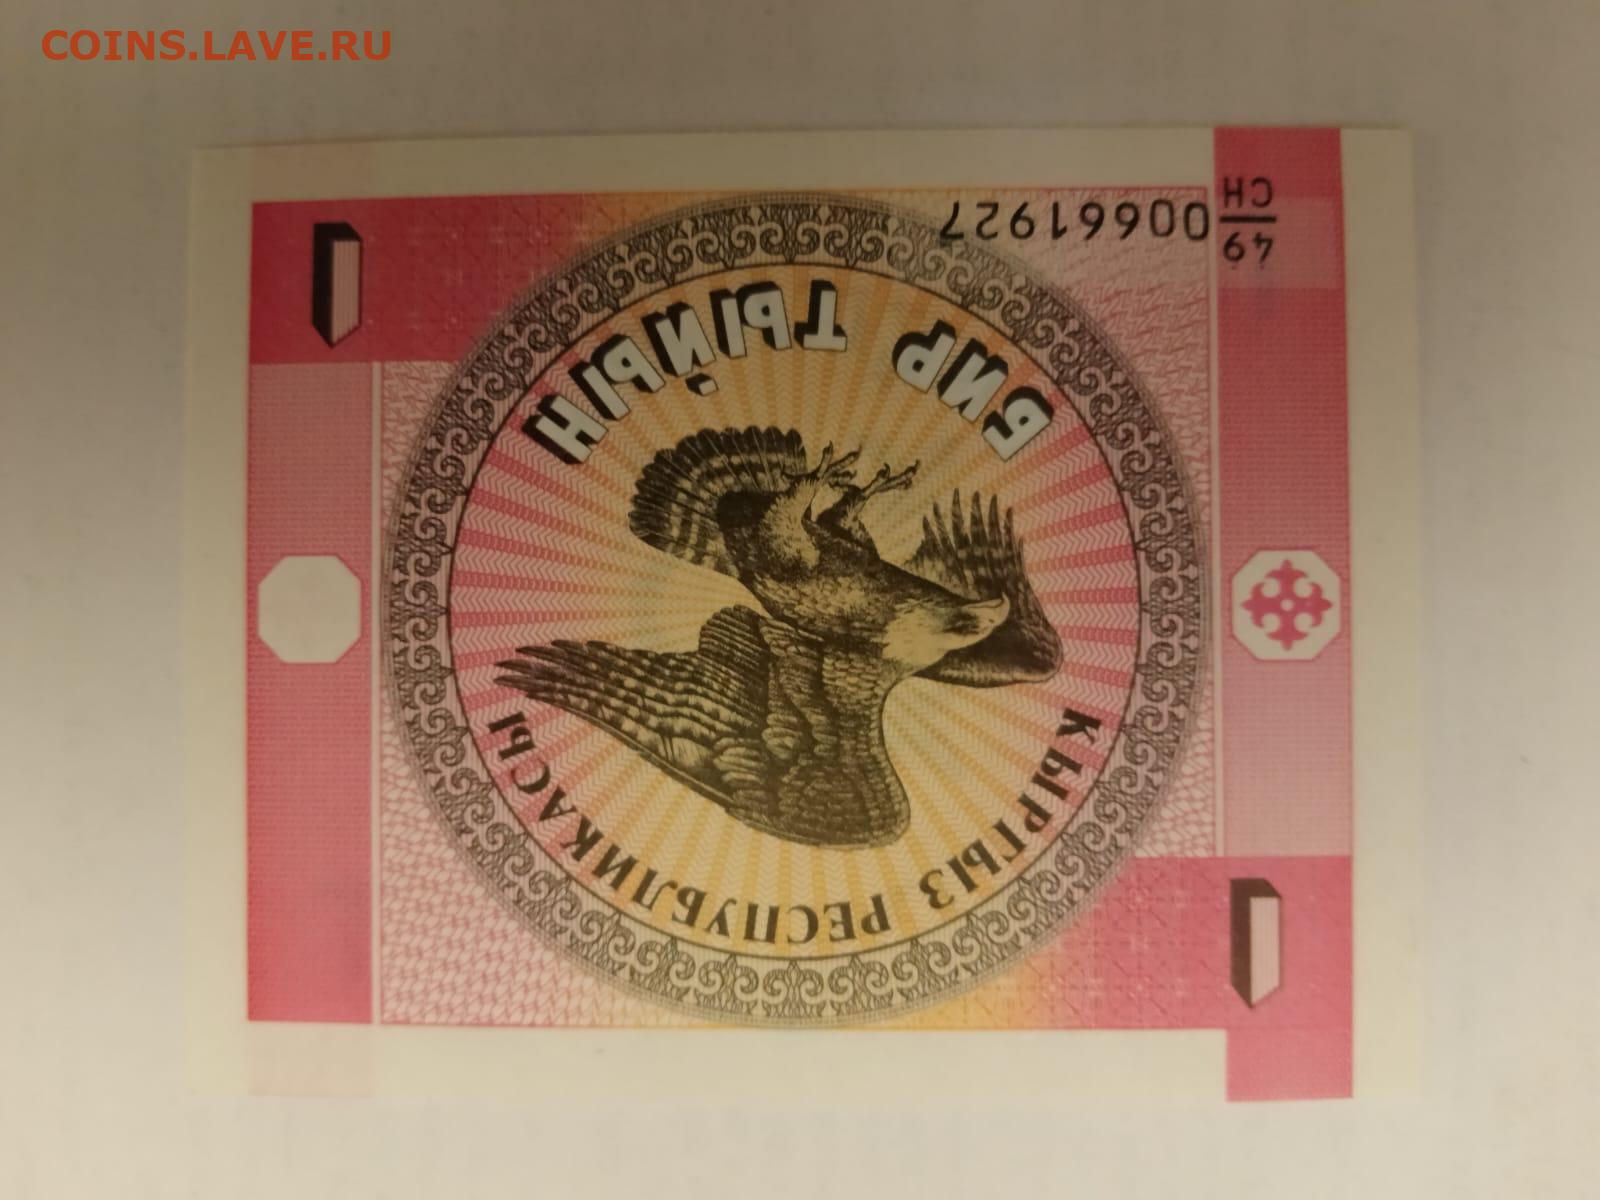 COINS.LAVE.RU
1
КЫРГЫЗ РЕСПУБЛИКАСЫ
БИР ТЫЙЫН
49
СН
00661927
1